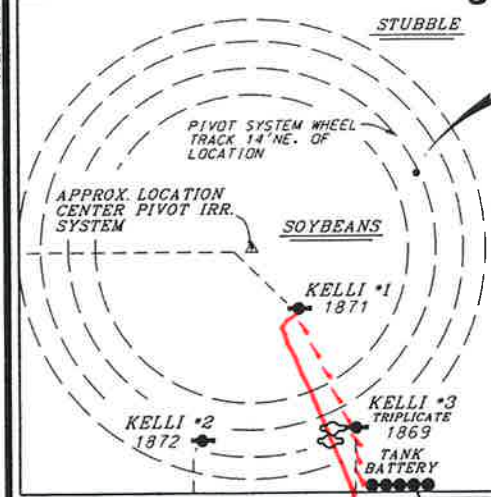 STUBBLE
PIVOT SYSTEM WHEEL
TRACK 14'NE. OF
LOCATION
APPROX. LOCATION
CENTER PIVOT IRR.
SYSTEM
SOYBEANS
KELLI #1
1871
KELLI #2
1872
KELLI #3
TRIPLICATE
1869
TANK
BATTERY